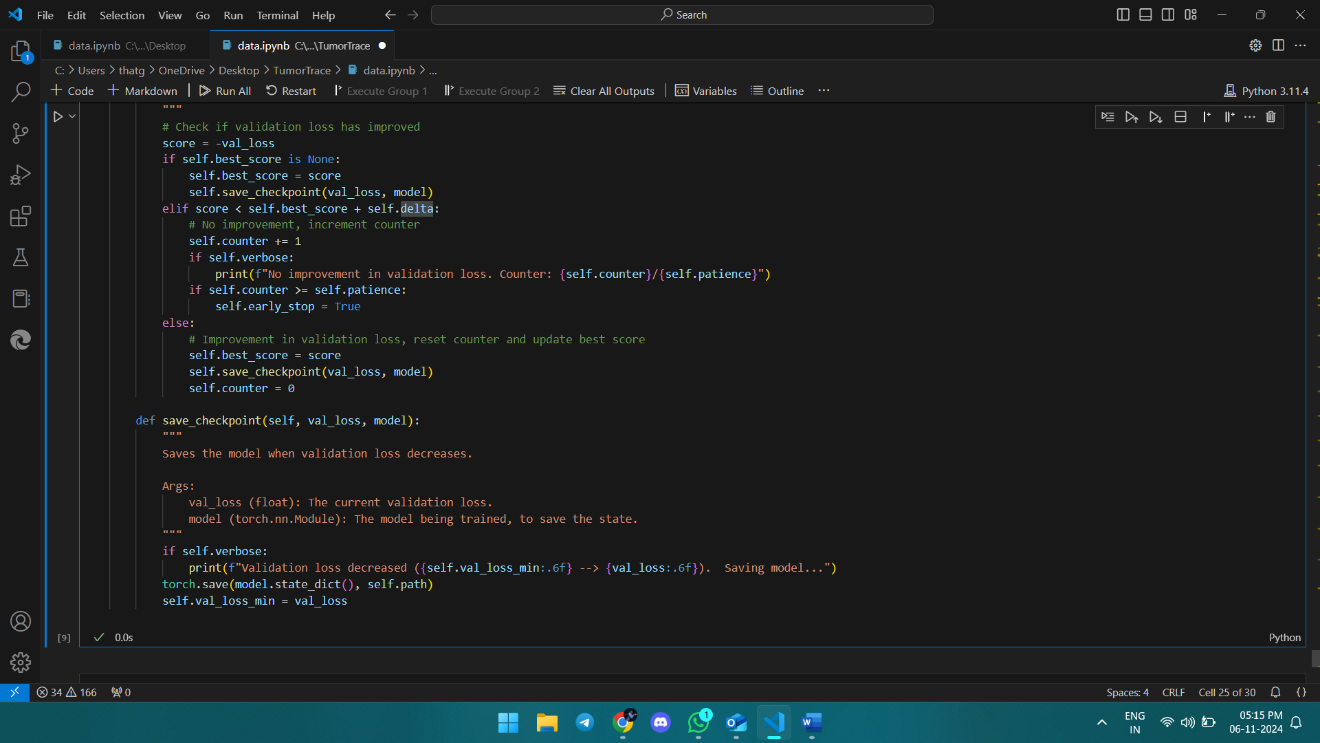 File Edit Selection View Go Run Terminal Help Search
data.ipynb C:\...\Desktop data.ipynb C:\...\TumorTrace
C: > Users > thatg > OneDrive > Desktop > TumorTrace > data.ipynb > ...
+ Code + Markdown Run All Restart Execute Group 1 Execute Group 2 Clear All Outputs Variables Outline ... Python 3.11.4
"""
# Check if validation loss has improved
score = -val_loss
if self.best_score is None:
self.best_score = score
self.save_checkpoint(val_loss, model)
elif score < self.best_score + self.delta:
# No improvement, increment counter
self.counter += 1
if self.verbose:
print(f"No improvement in validation loss. Counter: {self.counter}/{self.patience}")
if self.counter >= self.patience:
self.early_stop = True
else:
# Improvement in validation loss, reset counter and update best score
self.best_score = score
self.save_checkpoint(val_loss, model)
self.counter = 0
def save_checkpoint(self, val_loss, model):
"""
Saves the model when validation loss decreases.
Args:
val_loss (float): The current validation loss.
model (torch.nn.Module): The model being trained, to save the state.
"""
if self.verbose:
print(f"Validation loss decreased ({self.val_loss_min:.6f} --> {val_loss:.6f}).  Saving model...")
torch.save(model.state_dict(), self.path)
self.val_loss_min = val_loss
[9] 0.0s Python
34 166 0 Spaces: 4 CRLF Cell 25 of 30 {}
1
1
ENG
IN
05:15 PM
06-11-2024